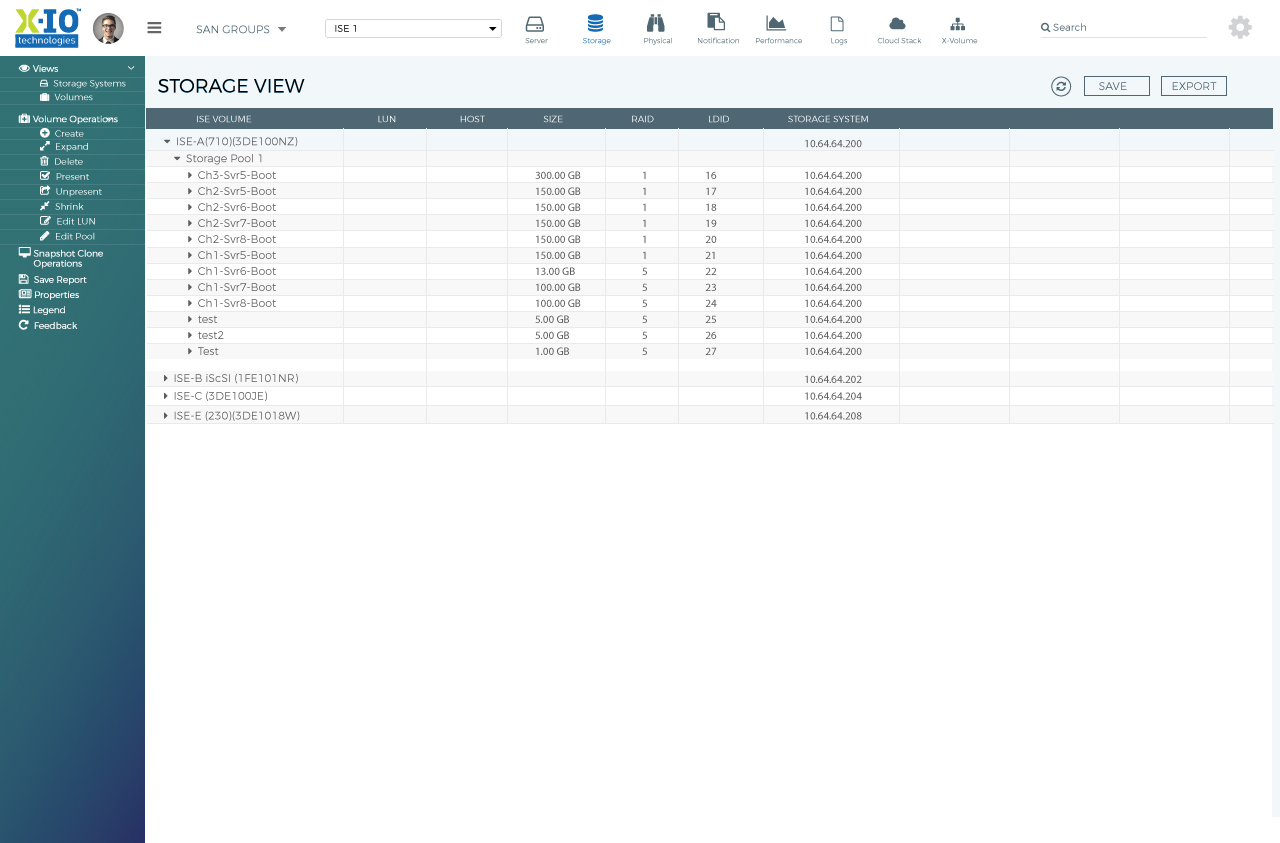 X-IO™
technologies
SAN GROUPS
ISE 1
Server
Storage
Physical
Notification
Performance
Logs
Cloud Stack
X-Volume
Search
Views
Storage Systems
Volumes
Volume Operations
Create
Expand
Delete
Present
Unpresent
Shrink
Edit LUN
Edit Pool
Snapshot Clone
Operations
Save Report
Properties
Legend
Feedback
STORAGE VIEW
SAVE
EXPORT
ISE VOLUME LUN HOST SIZE RAID LDID STORAGE SYSTEM
ISE-A(710)(3DE100NZ) 10.64.64.200
Storage Pool 1
Ch3-Svr5-Boot 300.00 GB 1 16 10.64.64.200
Ch2-Svr5-Boot 150.00 GB 1 17 10.64.64.200
Ch2-Svr6-Boot 150.00 GB 1 18 10.64.64.200
Ch2-Svr7-Boot 150.00 GB 1 19 10.64.64.200
Ch2-Svr8-Boot 150.00 GB 1 20 10.64.64.200
Ch1-Svr5-Boot 150.00 GB 1 21 10.64.64.200
Ch1-Svr6-Boot 13.00 GB 5 22 10.64.64.200
Ch1-Svr7-Boot 100.00 GB 5 23 10.64.64.200
Ch1-Svr8-Boot 100.00 GB 5 24 10.64.64.200
test 5.00 GB 5 25 10.64.64.200
test2 5.00 GB 5 26 10.64.64.200
Test 1.00 GB 5 27 10.64.64.200
ISE-B iScSI (1FE101NR) 10.64.64.202
ISE-C (3DE100JE) 10.64.64.204
ISE-E (230)(3DE1018W) 10.64.64.208